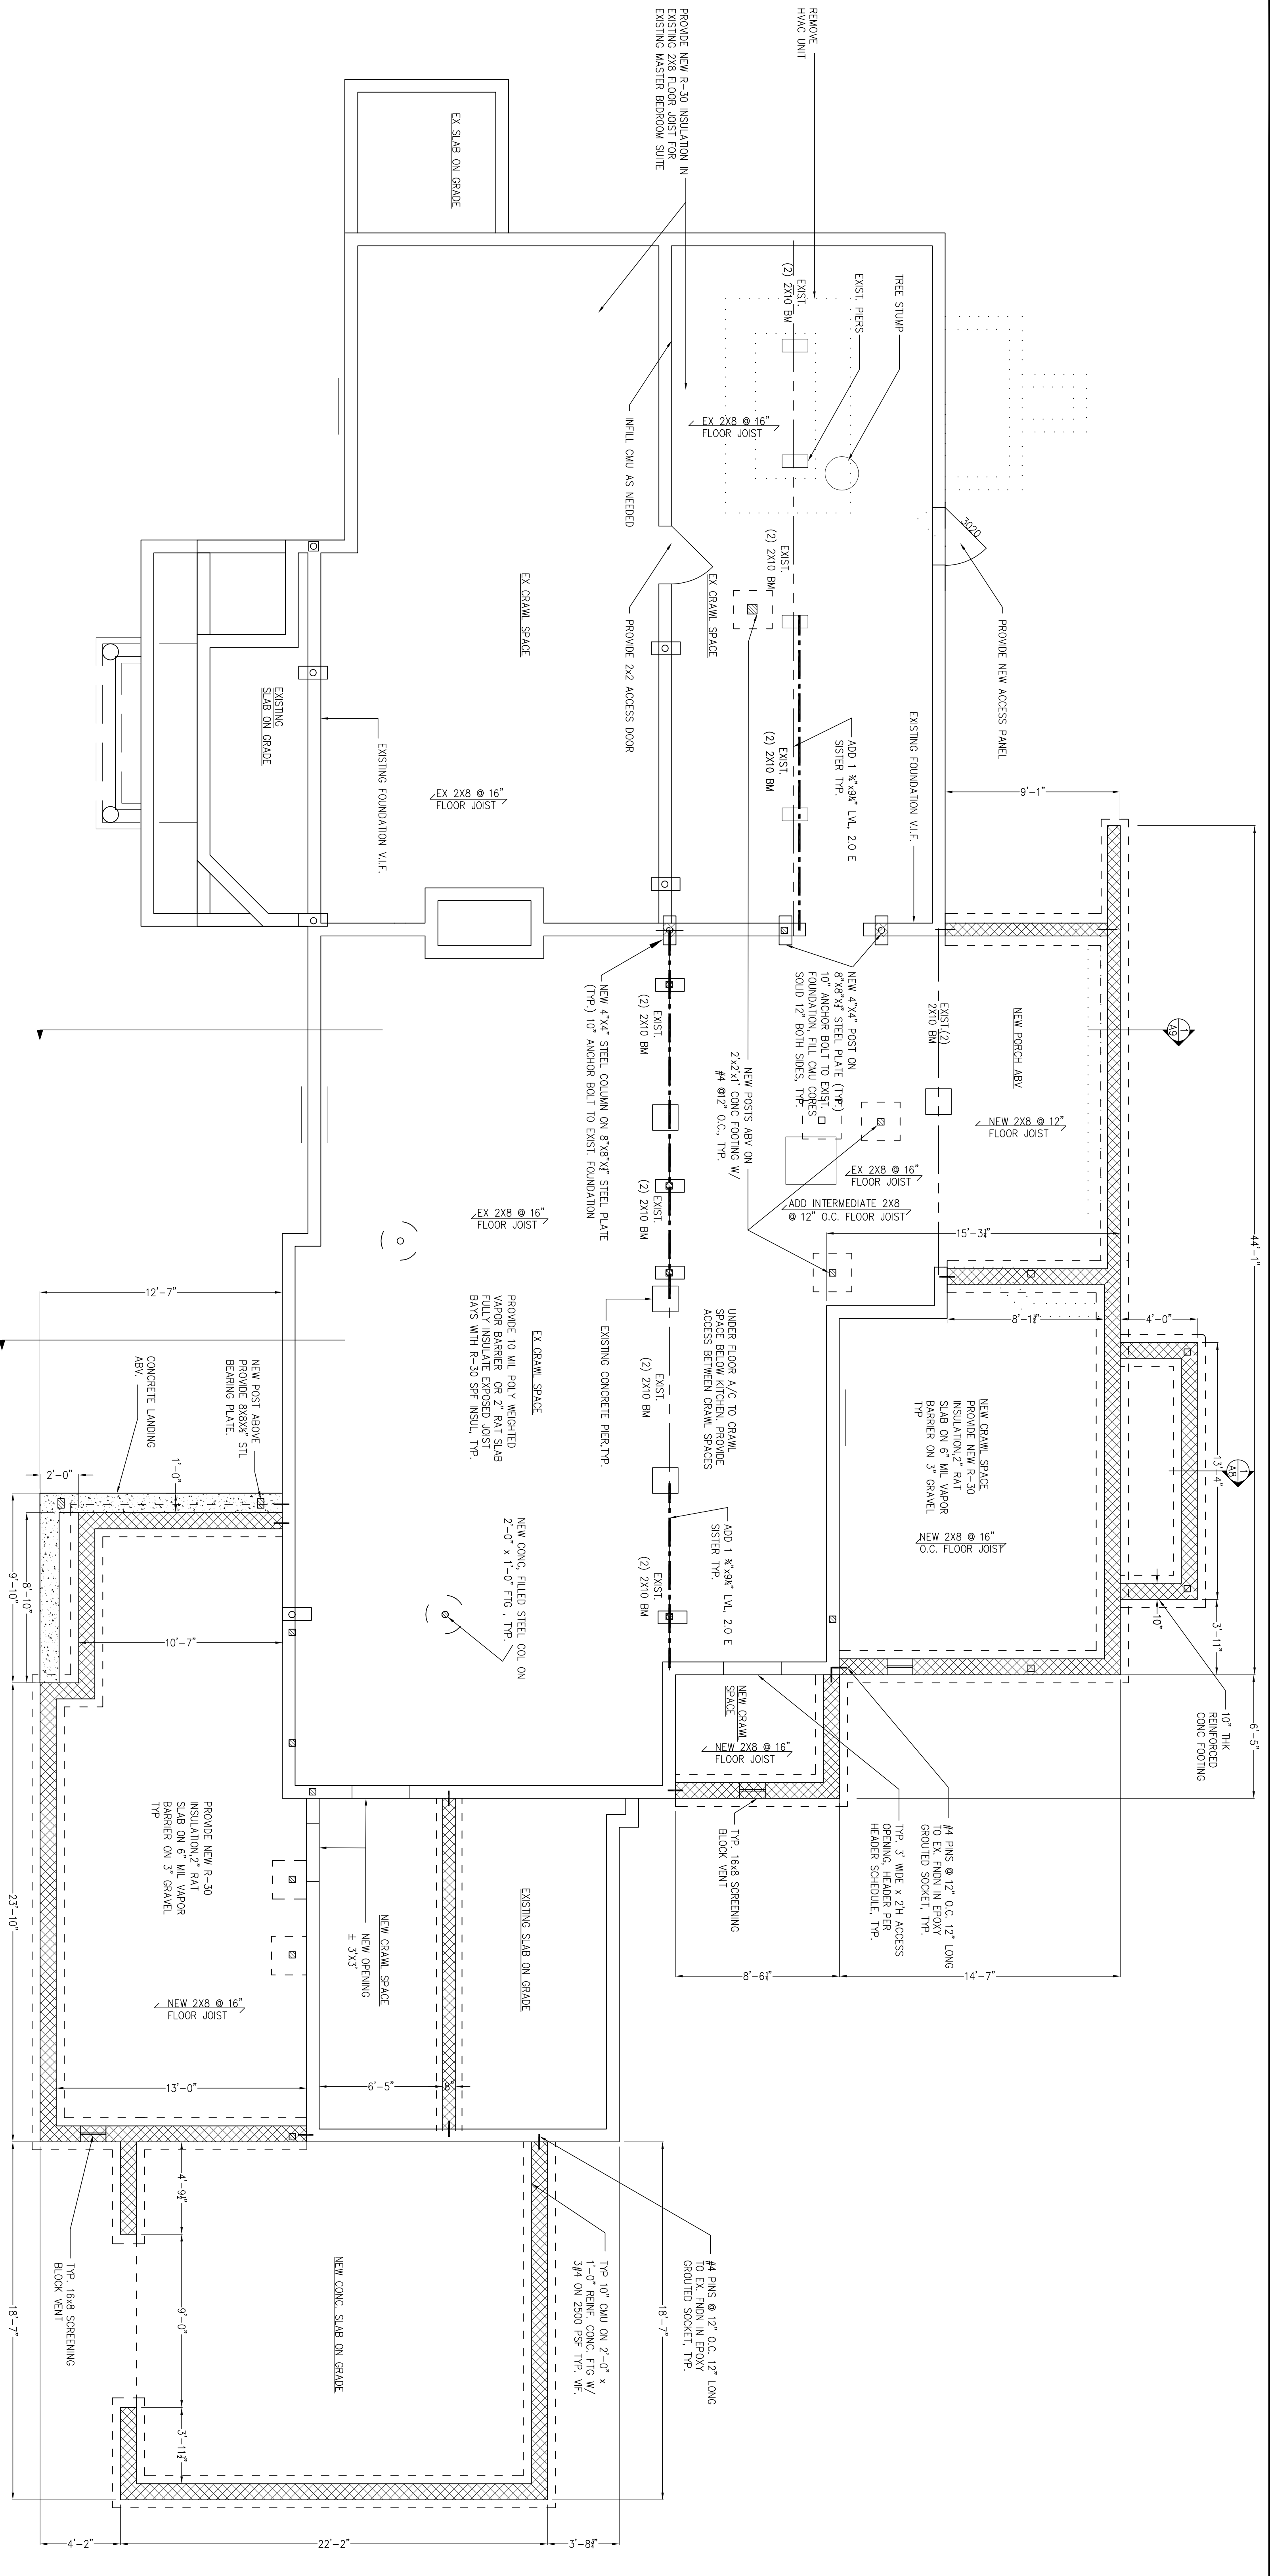 REMOVE
HVAC UNIT
PROVIDE NEW R-30 INSULATION IN
EXISTING 2X8 FLOOR JOIST FOR
EXISTING MASTER BEDROOM SUITE
EX SLAB ON GRADE
TREE STUMP
EXIST. PIERS
EXIST.
(2) 2X10 BM
EX 2X8 @ 16"
FLOOR JOIST
INFILL CMU AS NEEDED
3020
PROVIDE NEW ACCESS PANEL
EXIST.
(2) 2X10 BM
EX CRAWL SPACE
PROVIDE 2x2 ACCESS DOOR
EX CRAWL SPACE
EXISTING
SLAB ON GRADE
EXISTING FOUNDATION V.I.F.
EX 2X8 @ 16"
FLOOR JOIST
EXISTING FOUNDATION V.I.F.
ADD 1 ¾"x9¼" LVL, 2.0 E
SISTER TYP.
EXIST.
(2) 2X10 BM
9'-1"
44'-1"
1
A9
NEW PORCH ABV
NEW 2X8 @ 12"
FLOOR JOIST
EXIST.(2)
2X10 BM
NEW 4"X4" POST ON
8"X8"X½" STEEL PLATE (TYP.)
10" ANCHOR BOLT TO EXIST.
FOUNDATION, FILL CMU CORES
SOLID 12" BOTH SIDES, TYP.
EX 2X8 @ 16"
FLOOR JOIST
ADD INTERMEDIATE 2X8
@ 12" O.C. FLOOR JOIST
NEW POSTS ABV ON
2'x2'x1' CONC FOOTING W/
#4 @12" O.C., TYP.
EXIST.
(2) 2X10 BM
NEW 4"X4" STEEL COLUMN ON 8"X8"X½" STEEL PLATE
(TYP.) 10" ANCHOR BOLT TO EXIST. FOUNDATION
EXIST.
(2) 2X10 BM
EX 2X8 @ 16"
FLOOR JOIST
15'-3¼"
8'-1¾"
4'-0"
13'-4"
1
A8
3'-11"
10"
10" THK
REINFORCED
CONC FOOTING
6'-5"
NEW CRAWL SPACE
PROVIDE NEW R-30
INSULATION,2" RAT
SLAB ON 6" MIL VAPOR
BARRIER ON 3" GRAVEL
TYP
NEW 2X8 @ 16"
O.C. FLOOR JOIST
UNDER FLOOR A/C TO CRAWL
SPACE BELOW KITCHEN. PROVIDE
ACCESS BETWEEN CRAWL SPACES
EXISTING CONCRETE PIER,TYP.
EXIST.
(2) 2X10 BM
EX CRAWL SPACE
PROVIDE 10 MIL POLY WEIGHTED
VAPOR BARRIER OR 2" RAT SLAB
FULLY INSULATE EXPOSED JOIST
BAYS WITH R-30 SPF INSUL, TYP.
ADD 1 ¾"x9¼" LVL, 2.0 E
SISTER TYP.
EXIST.
(2) 2X10 BM
NEW CONC. FILLED STEEL COL ON
2'-0" x 1'-0" FTG , TYP.
12'-7"
CONCRETE LANDING
ABV.
NEW POST ABOVE
PROVIDE 8X8X½" STL
BEARING PLATE.
1'-0"
2'-0"
8'-10"
9'-10"
10'-7"
NEW CRAWL
SPACE
NEW 2X8 @ 16"
FLOOR JOIST
TYP. 16x8 SCREENING
BLOCK VENT
#4 PINS @ 12" O.C. 12" LONG
TO EX. FNDN IN EPOXY
GROUTED SOCKET, TYP.
TYP. 3' WIDE x 2'H ACCESS
OPENING, HEADER PER
HEADER SCHEDULE, TYP.
8'-6¼"
14'-7"
PROVIDE NEW R-30
INSULATION,2" RAT
SLAB ON 6" MIL VAPOR
BARRIER ON 3" GRAVEL
TYP
NEW 2X8 @ 16"
FLOOR JOIST
NEW OPENING
± 3'X3'
NEW CRAWL SPACE
EXISTING SLAB ON GRADE
23'-10"
13'-0"
6'-5"
8"
#4 PINS @ 12" O.C. 12" LONG
TO EX. FNDN IN EPOXY
GROUTED SOCKET, TYP.
TYP 10" CMU ON 2'-0" x
1'-0" REINF. CONC. FTG W/
3#4 ON 2500 PSF TYP. VIF.
18'-7"
NEW CONC. SLAB ON GRADE
4'-9½"
9'-0"
3'-11½"
TYP. 16x8 SCREENING
BLOCK VENT
18'-7"
4'-2"
22'-2"
3'-8¾"